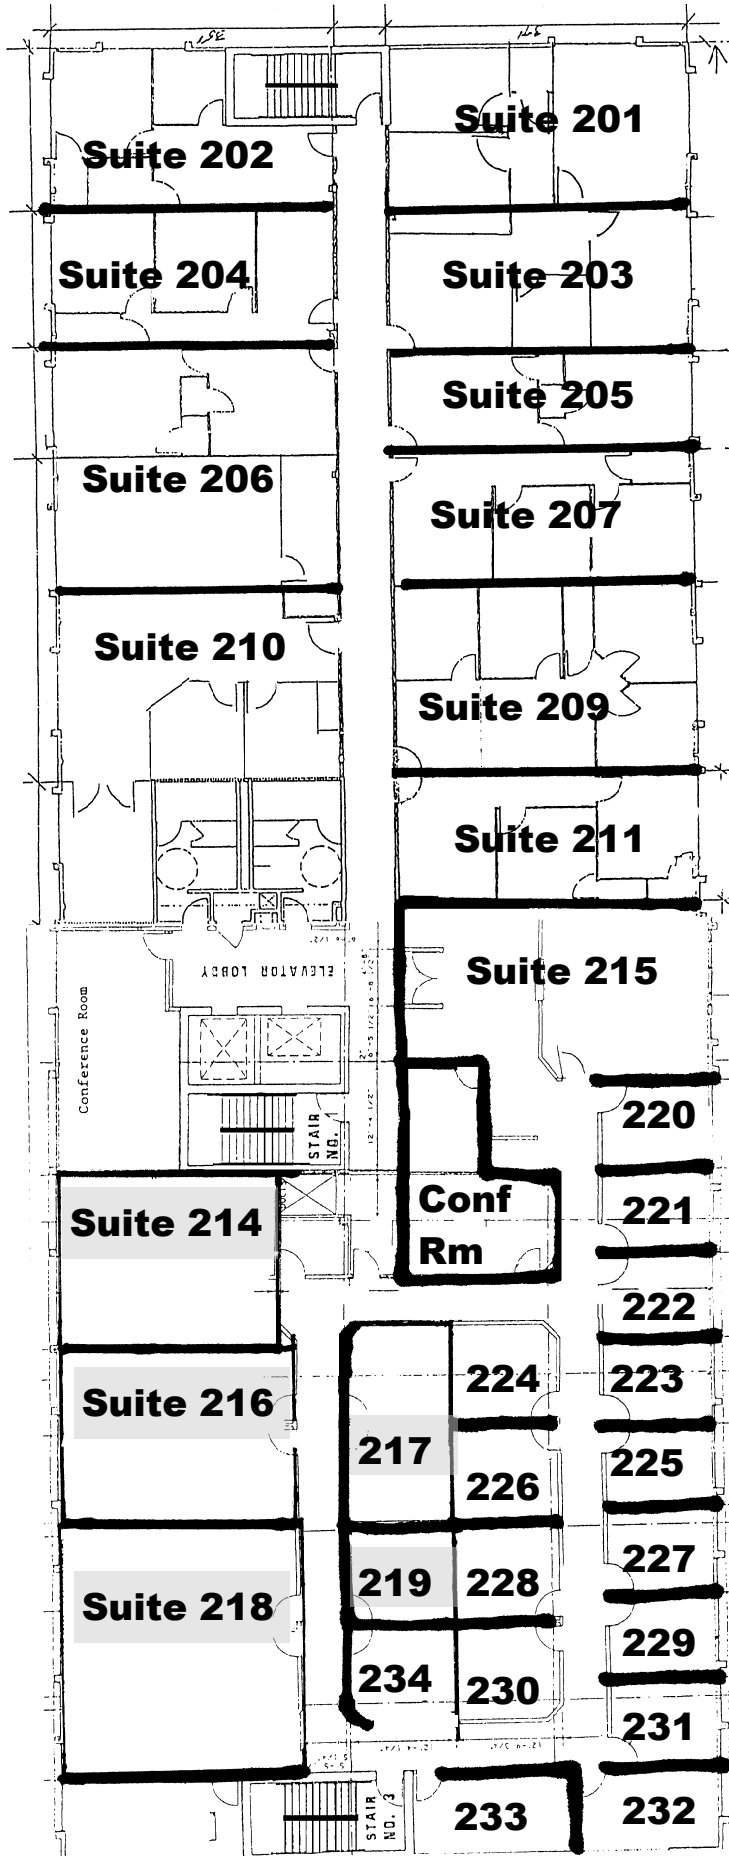 35'
37'
Suite 201
Suite 202
Suite 204
Suite 203
Suite 205
Suite 206
Suite 207
Suite 210
Suite 209
Suite 211
ELEVATOR LOBBY
Suite 215
Conference Room
STAIR
NO. 1
220
Suite 214
Conf
Rm
221
222
224
223
Suite 216
217
225
226
227
219
228
Suite 218
229
234
230
231
STAIR
NO. 3
233
232